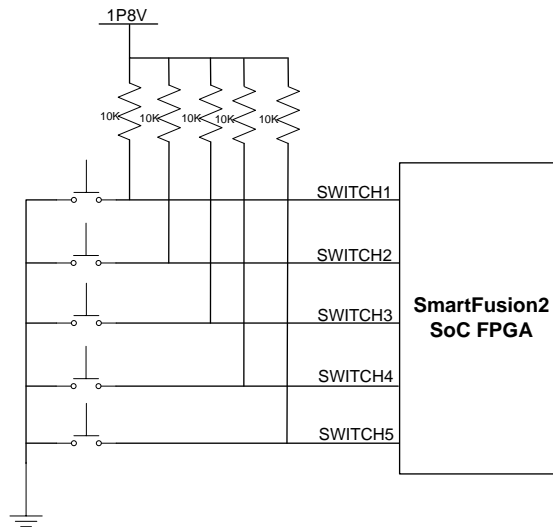 1P8V
10K 10K 10K 10K 10K
SWITCH1
SWITCH2
SmartFusion2
SoC FPGA
SWITCH3
SWITCH4
SWITCH5